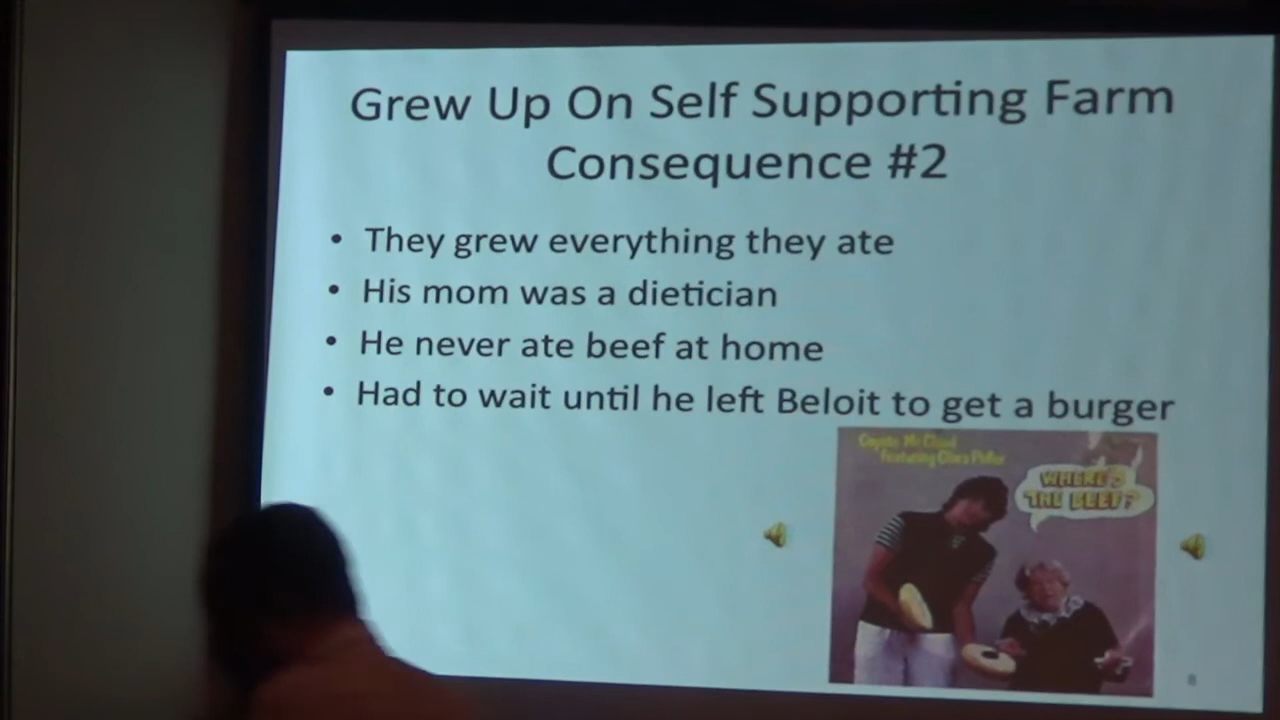 Grew Up On Self Supporting Farm
Consequence #2
• They grew everything they ate
• His mom was a dietician
• He never ate beef at home
• Had to wait until he left Beloit to get a burger
Coyote McCloud
featuring Clara Peller
WHERE'S
THE BEEF?
8